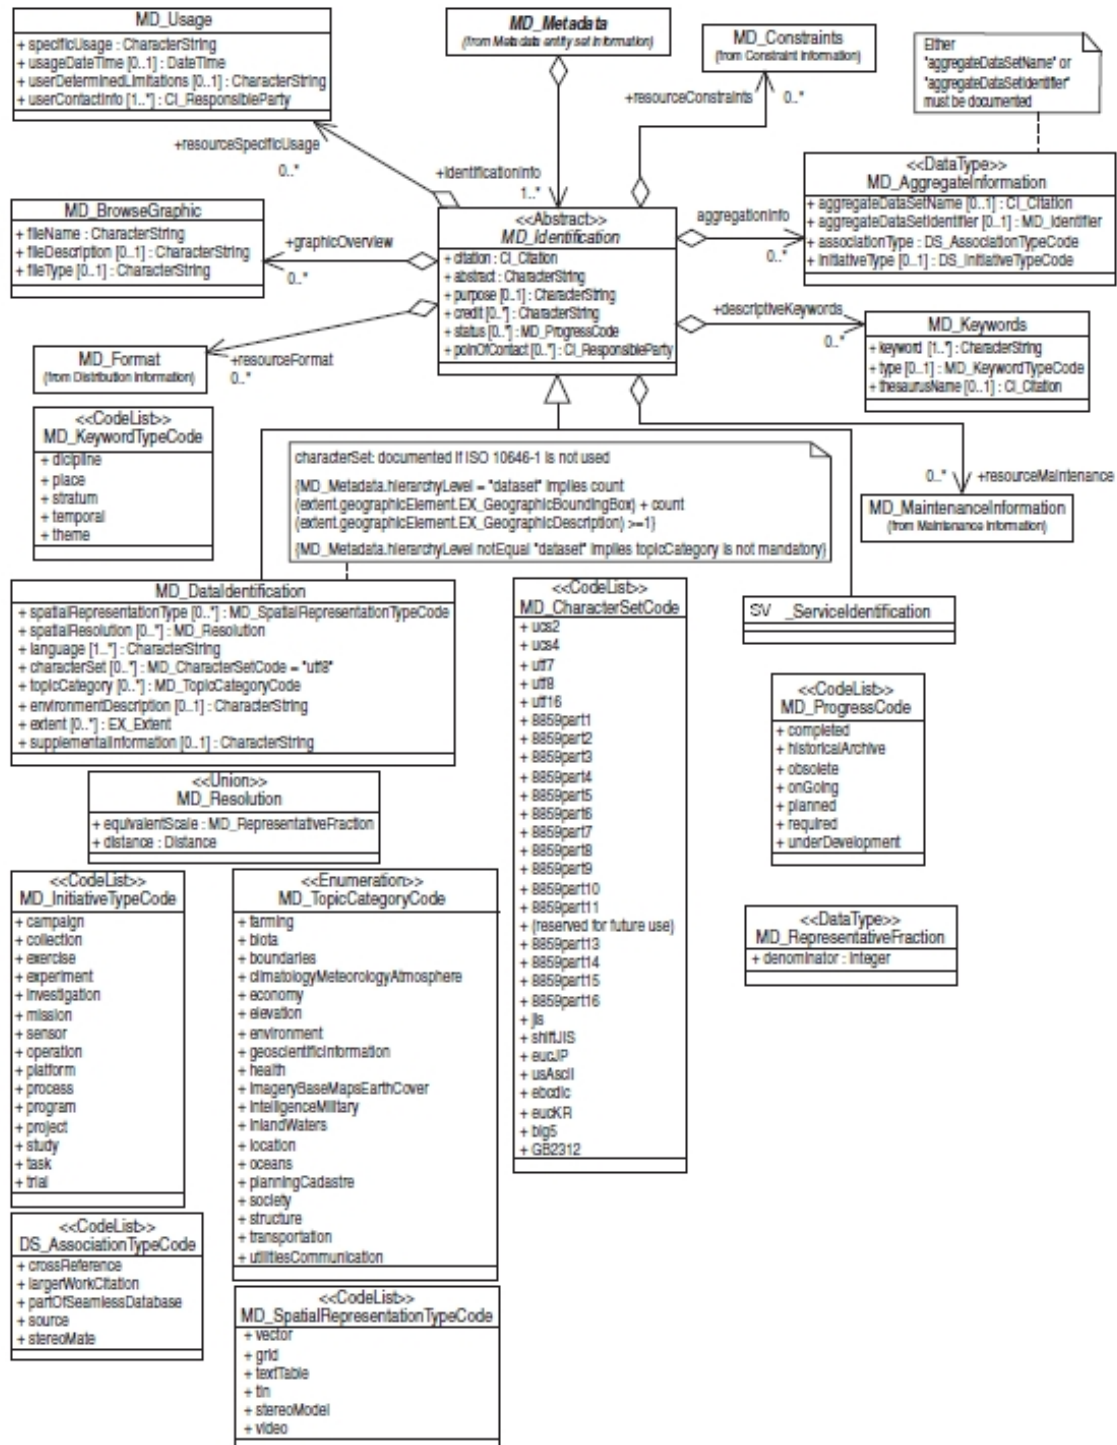 MD_Usage
+ specificUsage : CharacterString
+ usageDateTime [0..1] : DateTime
+ userDeterminedLimitations [0..1] : CharacterString
+ userContactInfo [1..*] : CI_ResponsibleParty
MD_Metadata
(from Metadata entity set information)
MD_Constraints
(from Constraint information)
Either
"aggregateDataSetName" or
"aggregateDataSetIdentifier"
must be documented
+resourceConstraints
0..*
+resourceSpecificUsage
0..*
+identificationInfo
1..*
<<DataType>>
MD_AggregateInformation
+ aggregateDataSetName [0..1] : CI_Citation
+ aggregateDataSetIdentifier [0..1] : MD_Identifier
+ associationType : DS_AssociationTypeCode
+ initiativeType [0..1] : DS_InitiativeTypeCode
MD_BrowseGraphic
+ fileName : CharacterString
+ fileDescription [0..1] : CharacterString
+ fileType [0..1] : CharacterString
+graphicOverview
0..*
<<Abstract>>
MD_Identification
+ citation : CI_Citation
+ abstract : CharacterString
+ purpose [0..1] : CharacterString
+ credit [0..*] : CharacterString
+ status [0..*] : MD_ProgressCode
+ poinOfContact [0..*] : CI_ResponsibleParty
aggregationInfo
0..*
+descriptiveKeywords
0..*
MD_Keywords
+ keyword [1..*] : CharacterString
+ type [0..1] : MD_KeywordTypeCode
+ thesaurusName [0..1] : CI_Citation
MD_Format
(from Distribution information)
+resourceFormat
0..*
<<CodeList>>
MD_KeywordTypeCode
+ dicipline
+ place
+ stratum
+ temporal
+ theme
characterSet: documented if ISO 10646-1 is not used
{MD_Metadata.hierarchyLevel = "dataset" implies count
(extent.geographicElement.EX_GeographicBoundingBox) + count
(extent.geographicElement.EX_GeographicDescription) >=1}
{MD_Metadata.hierarchyLevel notEqual "dataset" implies topicCategory is not mandatory}
0..*
+resourceMaintenance
MD_MaintenanceInformation
(from Maintenance information)
MD_DataIdentification
+ spatialRepresentationType [0..*] : MD_SpatialRepresentationTypeCode
+ spatialResolution [0..*] : MD_Resolution
+ language [1..*] : CharacterString
+ characterSet [0..*] : MD_CharacterSetCode = "utf8"
+ topicCategory [0..*] : MD_TopicCategoryCode
+ environmentDescription [0..1] : CharacterString
+ extent [0..*] : EX_Extent
+ supplementalInformation [0..1] : CharacterString
<<CodeList>>
MD_CharacterSetCode
+ ucs2
+ ucs4
+ utf7
+ utf8
+ utf16
+ 8859part1
+ 8859part2
+ 8859part3
+ 8859part4
+ 8859part5
+ 8859part6
+ 8859part7
+ 8859part8
+ 8859part9
+ 8859part10
+ 8859part11
+ (reserved for future use)
+ 8859part13
+ 8859part14
+ 8859part15
+ 8859part16
+ jis
+ shiftJIS
+ eucJP
+ usAscii
+ ebcdic
+ eucKR
+ big5
+ GB2312
SV _ServiceIdentification
<<CodeList>>
MD_ProgressCode
+ completed
+ historicalArchive
+ obsolete
+ onGoing
+ planned
+ required
+ underDevelopment
<<Union>>
MD_Resolution
+ equivalentScale : MD_RepresentativeFraction
+ distance : Distance
<<CodeList>>
MD_InitiativeTypeCode
+ campaign
+ collection
+ exercise
+ experiment
+ investigation
+ mission
+ sensor
+ operation
+ platform
+ process
+ program
+ project
+ study
+ task
+ trial
<<Enumeration>>
MD_TopicCategoryCode
+ farming
+ biota
+ boundaries
+ climatologyMeteorologyAtmosphere
+ economy
+ elevation
+ environment
+ geoscientificInformation
+ health
+ imageryBaseMapsEarthCover
+ intelligenceMilitary
+ inlandWaters
+ location
+ oceans
+ planningCadastre
+ society
+ structure
+ transportation
+ utilitiesCommunication
<<DataType>>
MD_RepresentativeFraction
+ denominator : Integer
<<CodeList>>
DS_AssociationTypeCode
+ crossReference
+ largerWorkCitation
+ partOfSeamlessDatabase
+ source
+ stereoMate
<<CodeList>>
MD_SpatialRepresentationTypeCode
+ vector
+ grid
+ textTable
+ tin
+ stereoModel
+ video